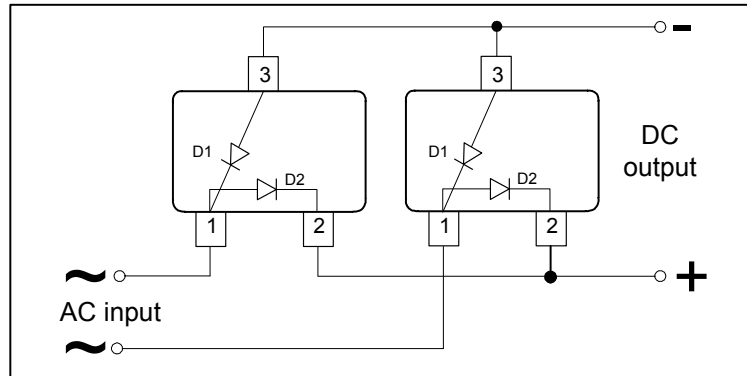 -
3 3
D1 D1
DC
output
D2 D2
1 2 1 2
~ +
AC input
~